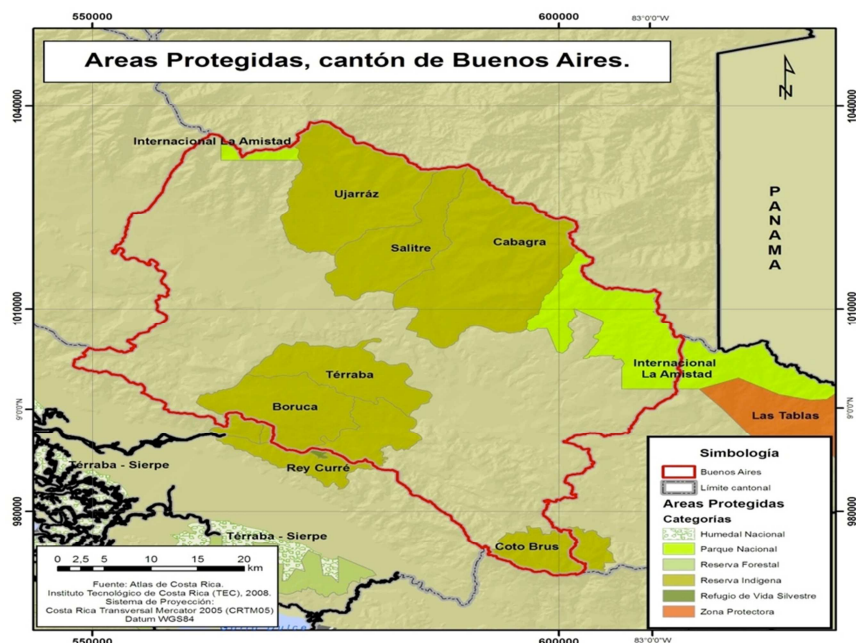 550000
600000
83°0'0"W
Areas Protegidas, cantón de Buenos Aires.
N
1040000
1040000
Internacional La Amistad
Ujarráz
PANAMA
Salitre
Cabagra
1010000
1010000
Internacional
La Amistad
Térraba
Boruca
Las Tablas
9°0'0"N
9°0'0"N
Rey Curré
Térraba - Sierpe
980000
980000
Térraba - Sierpe
Coto Brus
Simbología
Buenos Aires
Límite cantonal
Areas Protegidas
Categorías
Humedal Nacional
Parque Nacional
Reserva Forestal
Reserva Indigena
Refugio de Vida Silvestre
Zona Protectora
0 2,5 5 10 15 20
km
Fuente: Atlas de Costa Rica.
Instituto Tecnológico de Costa Rica (TEC), 2008.
Sistema de Proyección:
Costa Rica Transversal Mercator 2005 (CRTM05)
Datum WGS84
550000
600000
83°0'0"W